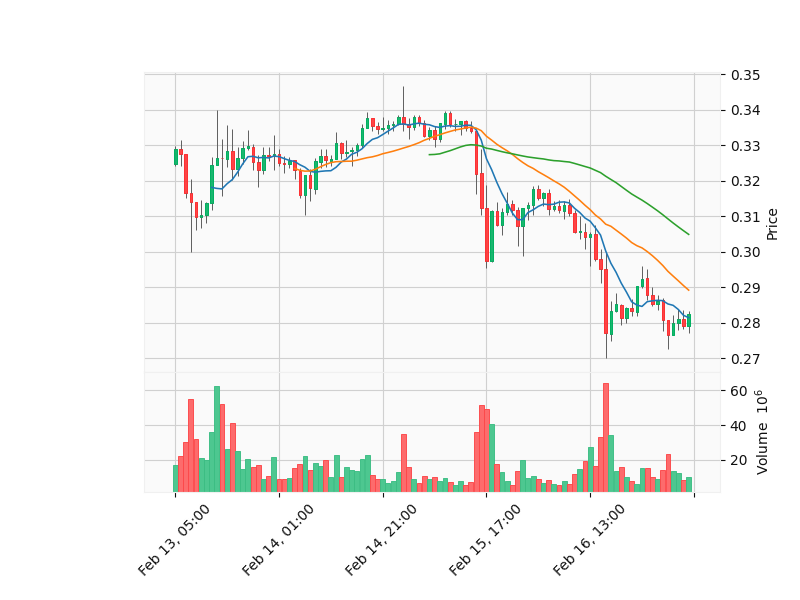 0.35
0.34
0.33
0.32
0.31
0.30
0.29
0.28
0.27
Price
60
40
20
Volume 10^6
Feb 13, 05:00
Feb 14, 01:00
Feb 14, 21:00
Feb 15, 17:00
Feb 16, 13:00